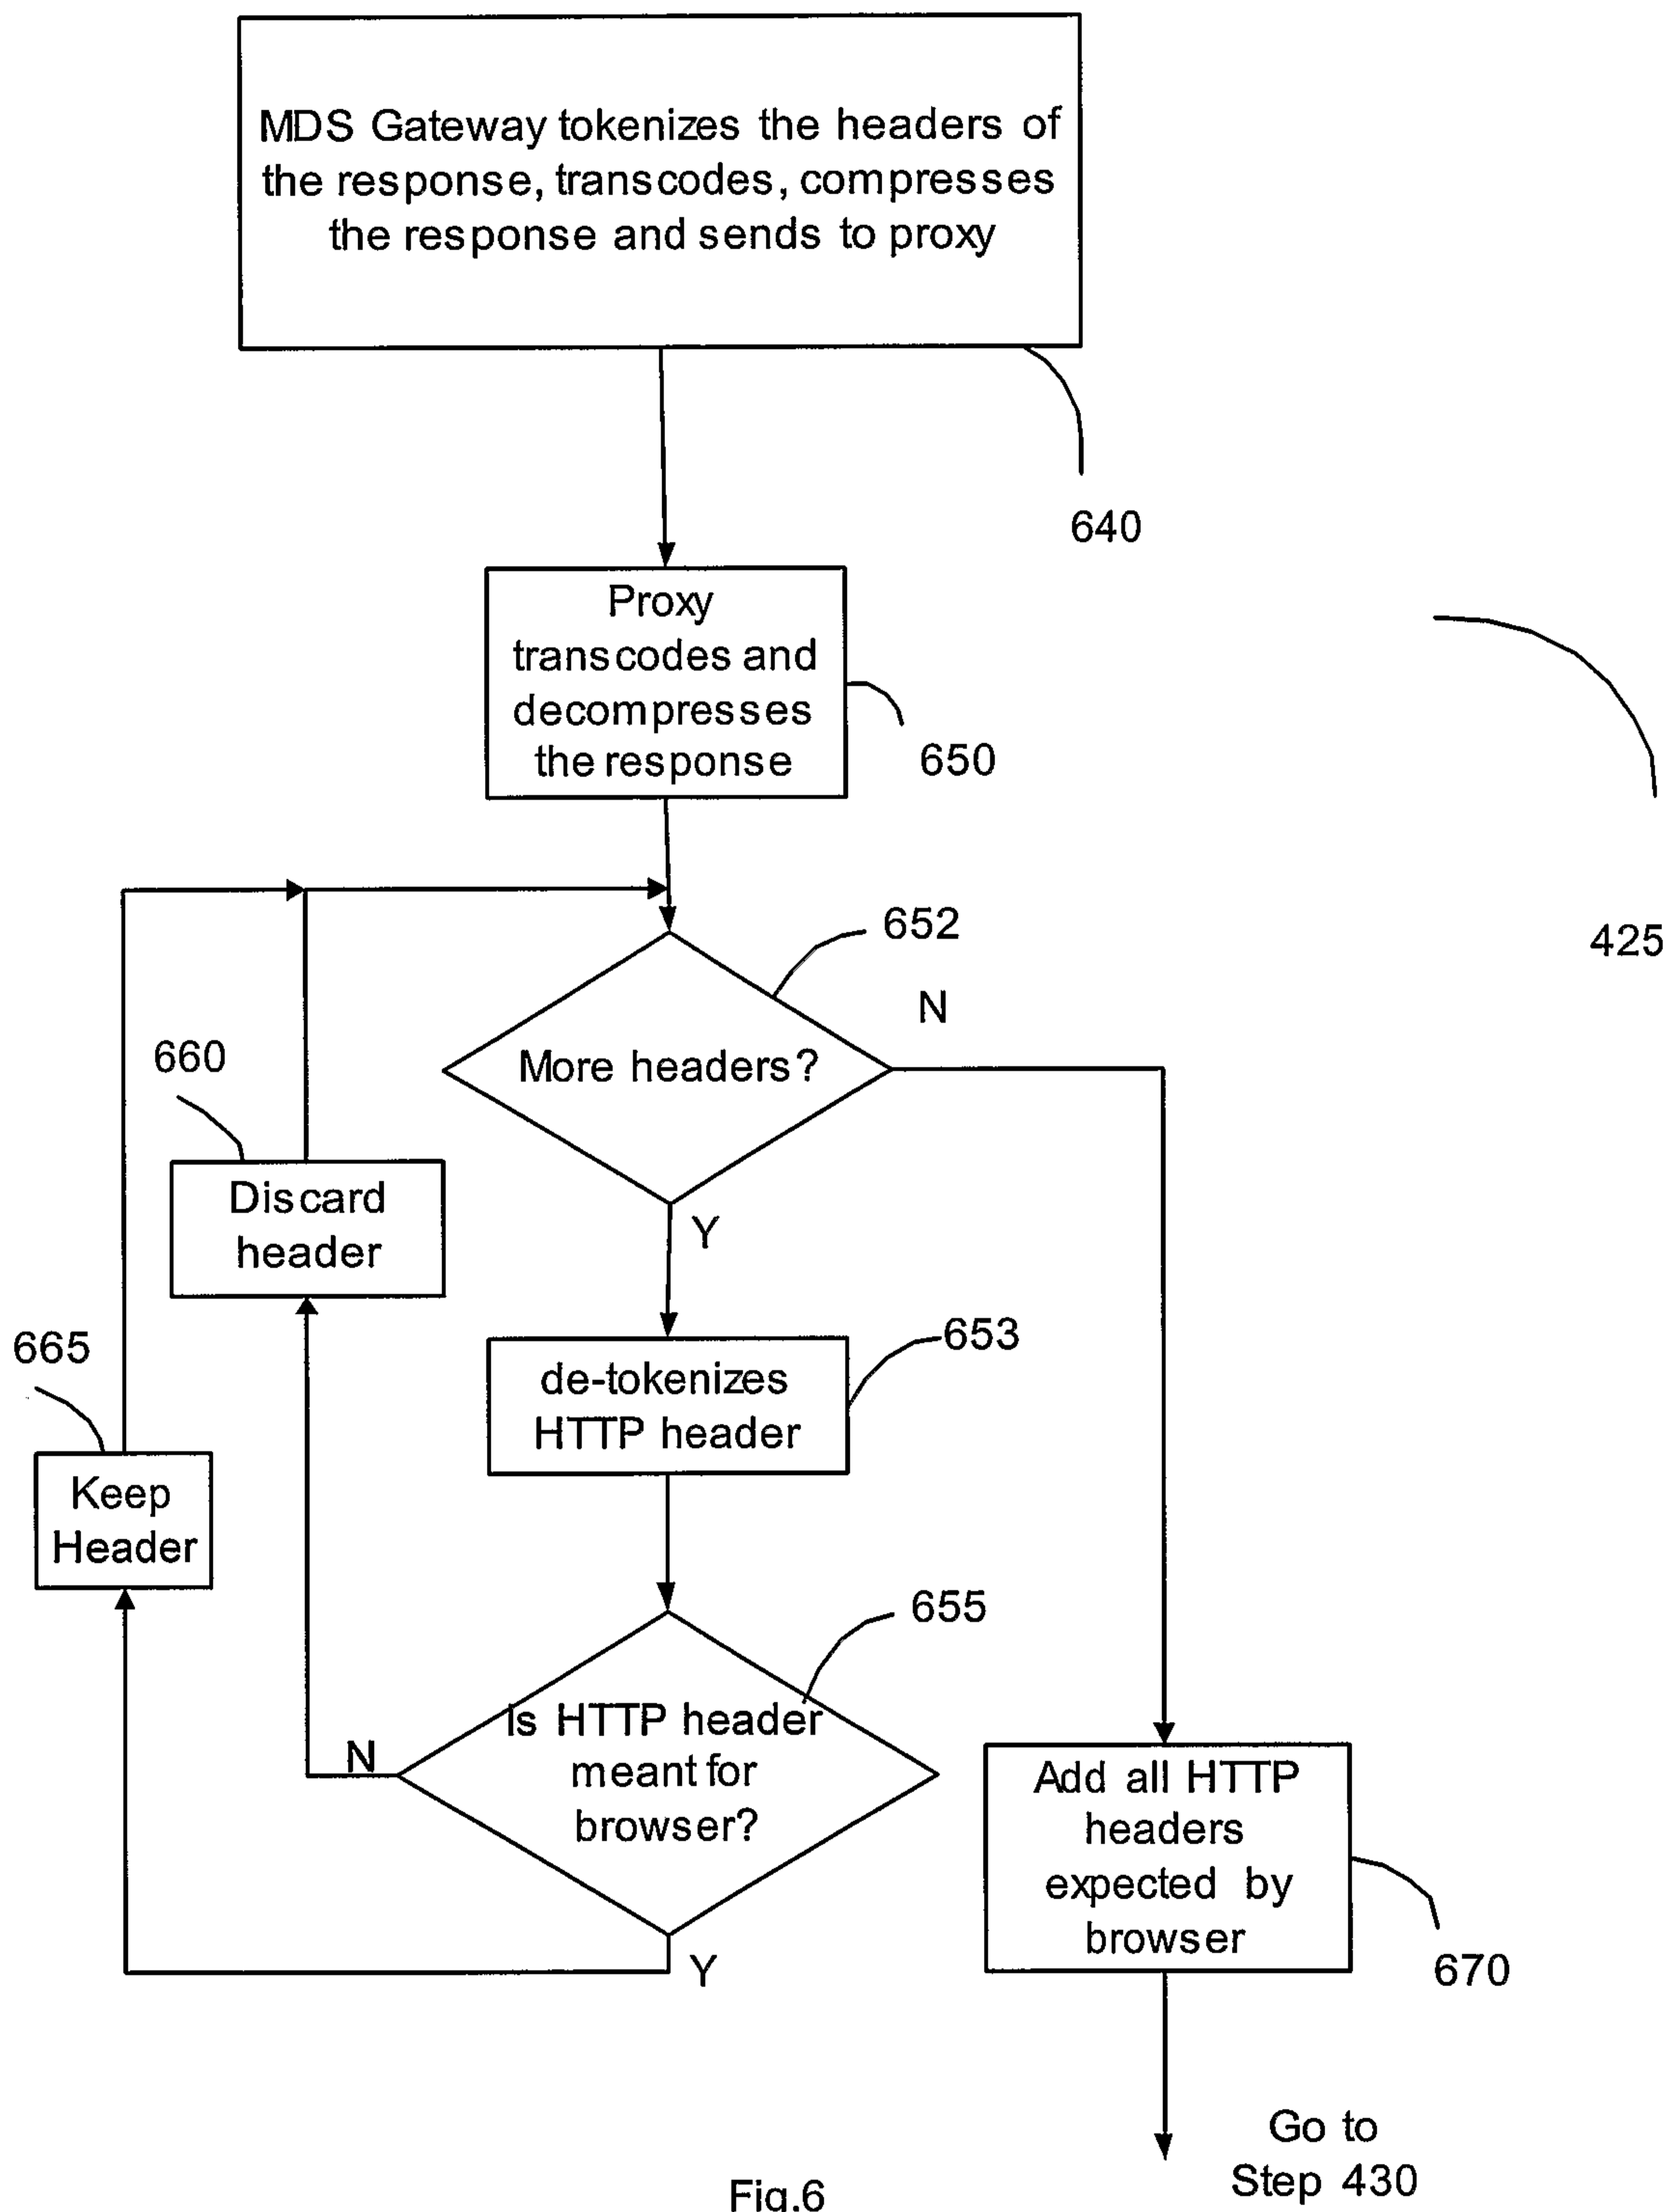 MDS Gateway tokenizes the headers of
the response, transcodes, compresses
the response and sends to proxy
640
Proxy
transcodes and
decompresses
the response
650
425
652
N
More headers?
660
Discard
header
Y
653
de-tokenizes
HTTP header
665
Keep
Header
655
Is HTTP header
meant for
browser?
N
Y
Add all HTTP
headers
expected by
browser
670
Go to
Step 430
Fig.6